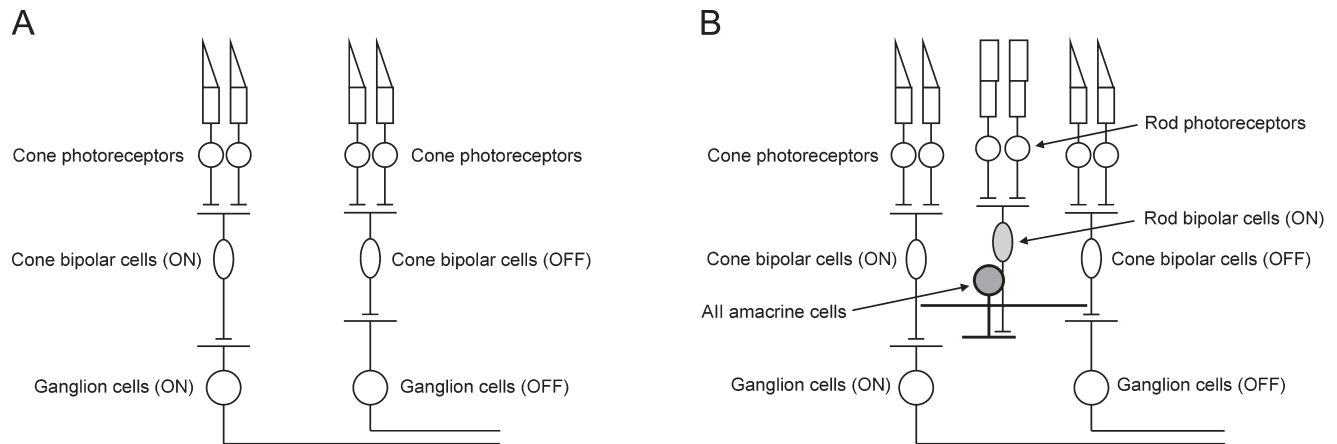 A
B
Rod photoreceptors
Cone photoreceptors
Cone photoreceptors
Cone photoreceptors
Rod bipolar cells (ON)
Cone bipolar cells (ON)
Cone bipolar cells (OFF)
Cone bipolar cells (ON)
Cone bipolar cells (OFF)
AII amacrine cells
Ganglion cells (ON)
Ganglion cells (OFF)
Ganglion cells (ON)
Ganglion cells (OFF)